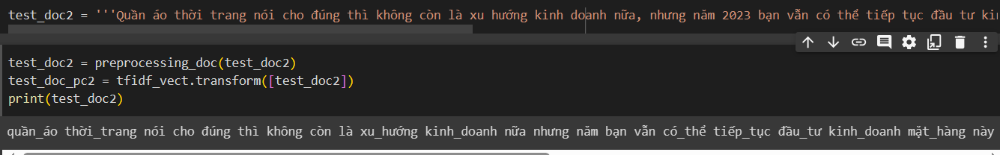 test_doc2 = '''Quần áo thời trang nói cho đúng thì không còn là xu hướng kinh doanh nữa, nhưng năm 2023 bạn vẫn có thể tiếp tục đầu tư
test_doc2 = preprocessing_doc(test_doc2)
test_doc_pc2 = tfidf_vect.transform([test_doc2])
print(test_doc2)
quần_áo thời_trang nói cho đúng thì không còn là xu_hướng kinh_doanh nữa nhưng năm bạn vẫn có_thể tiếp_tục đầu_tư kinh_doanh mặt_hàng này